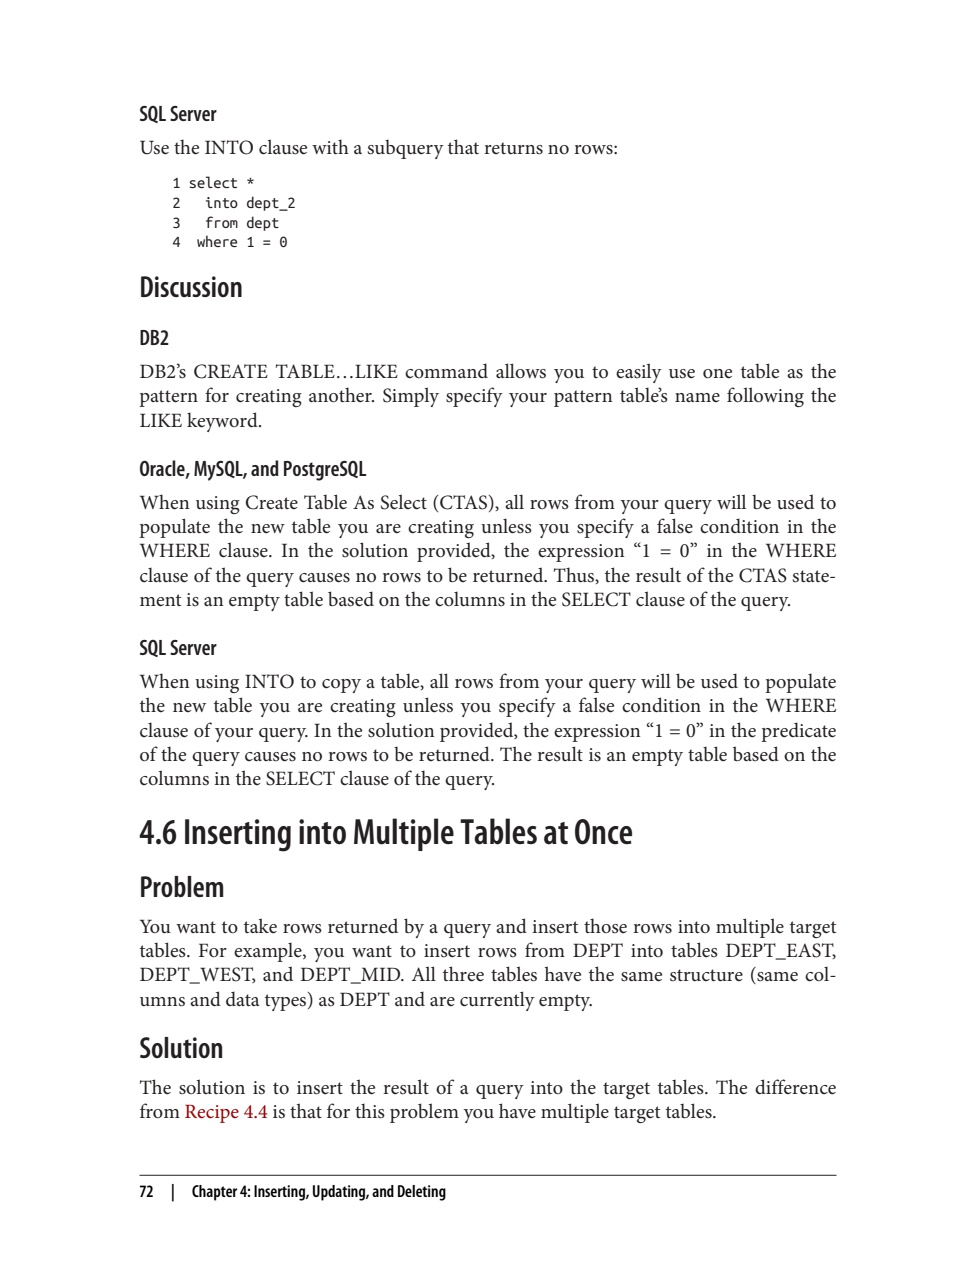 SQL Server
Use the INTO clause with a subquery that returns no rows:
1 select *
2   into dept_2
3   from dept
4  where 1 = 0
Discussion
DB2
DB2’s CREATE TABLE…LIKE command allows you to easily use one table as the
pattern for creating another. Simply specify your pattern table’s name following the
LIKE keyword.
Oracle, MySQL, and PostgreSQL
When using Create Table As Select (CTAS), all rows from your query will be used to
populate the new table you are creating unless you specify a false condition in the
WHERE clause. In the solution provided, the expression “1 = 0” in the WHERE
clause of the query causes no rows to be returned. Thus, the result of the CTAS state-
ment is an empty table based on the columns in the SELECT clause of the query.
SQL Server
When using INTO to copy a table, all rows from your query will be used to populate
the new table you are creating unless you specify a false condition in the WHERE
clause of your query. In the solution provided, the expression “1 = 0” in the predicate
of the query causes no rows to be returned. The result is an empty table based on the
columns in the SELECT clause of the query.
4.6 Inserting into Multiple Tables at Once
Problem
You want to take rows returned by a query and insert those rows into multiple target
tables. For example, you want to insert rows from DEPT into tables DEPT_EAST,
DEPT_WEST, and DEPT_MID. All three tables have the same structure (same col-
umns and data types) as DEPT and are currently empty.
Solution
The solution is to insert the result of a query into the target tables. The difference
from Recipe 4.4 is that for this problem you have multiple target tables.
72 | Chapter 4: Inserting, Updating, and Deleting